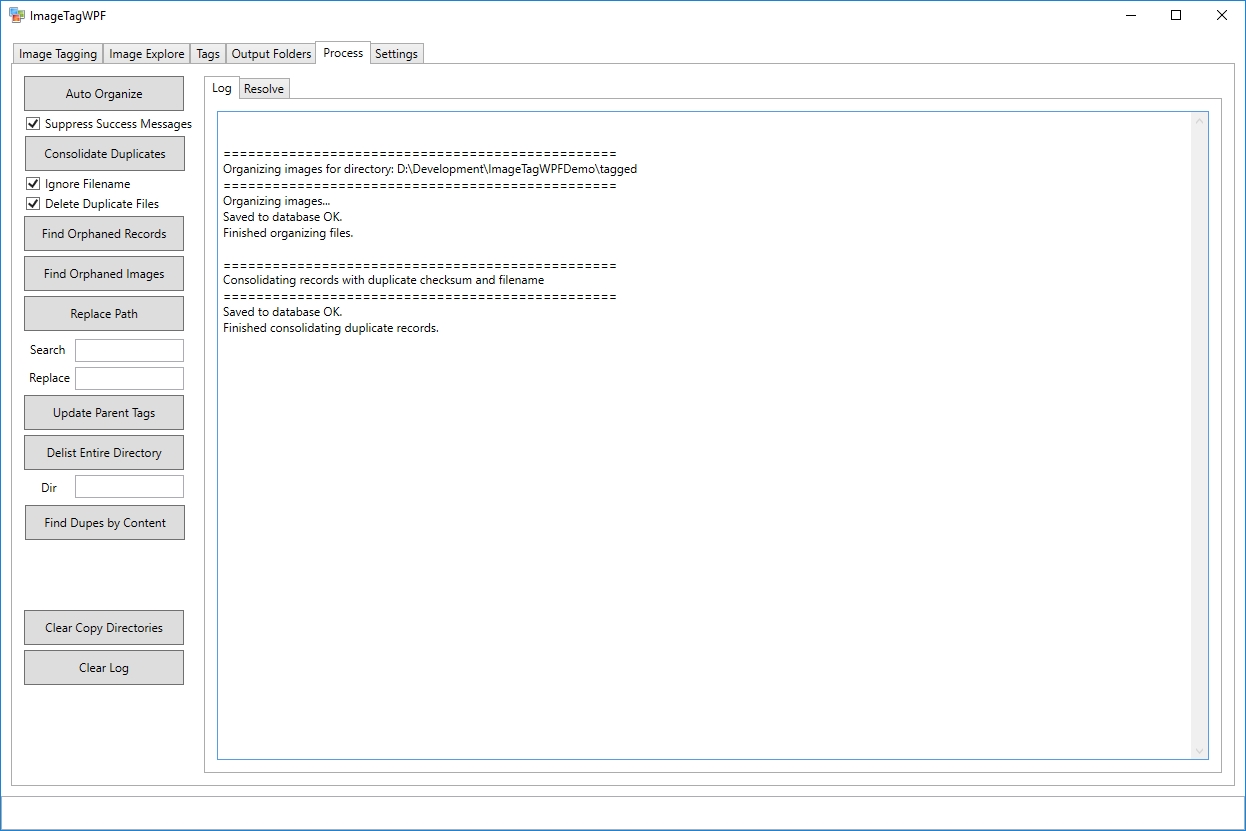 ImageTagWPF
Image Tagging Image Explore Tags Output Folders Process Settings
Auto Organize
Suppress Success Messages
Consolidate Duplicates
Ignore Filename
Delete Duplicate Files
Find Orphaned Records
Find Orphaned Images
Replace Path
Search
Replace
Update Parent Tags
Delist Entire Directory
Dir
Find Dupes by Content
Clear Copy Directories
Clear Log
Log Resolve
================================================
Organizing images for directory: D:\Development\ImageTagWPFDemo\tagged
================================================
Organizing images...
Saved to database OK.
Finished organizing files.
================================================
Consolidating records with duplicate checksum and filename
================================================
Saved to database OK.
Finished consolidating duplicate records.